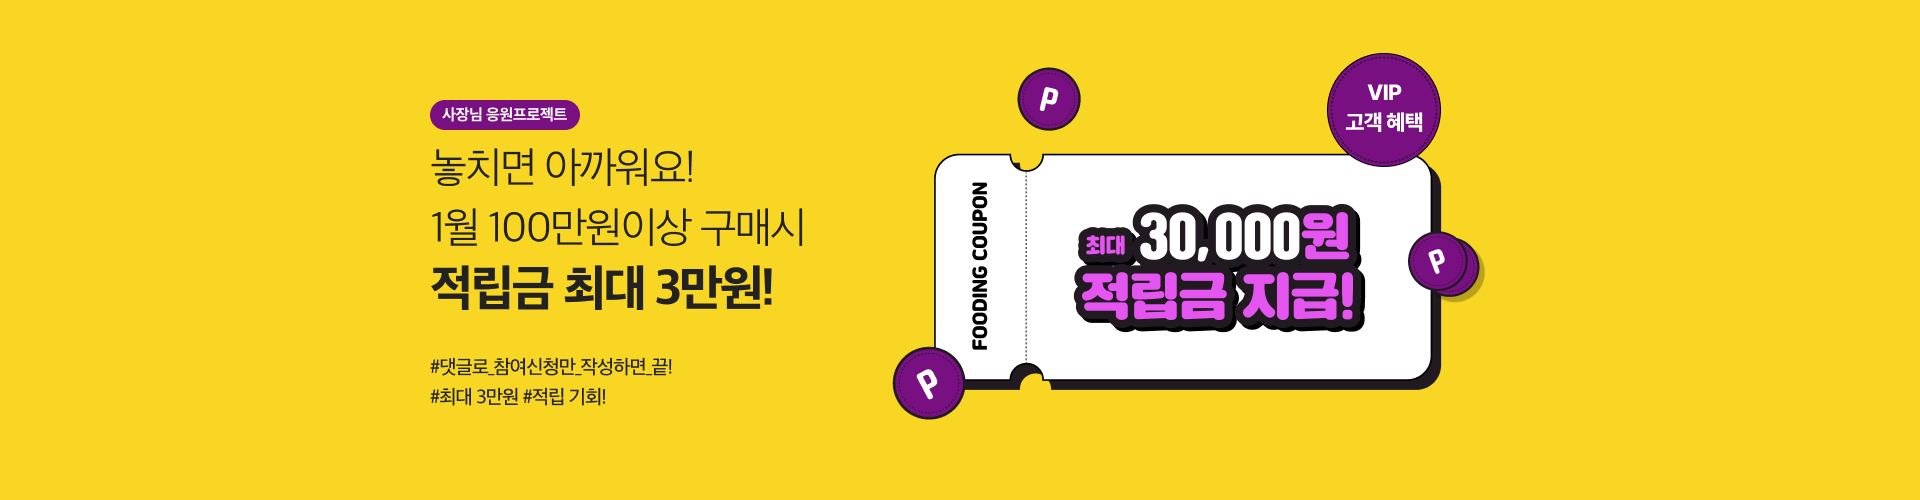 사장님 응원프로젝트
놓치면 아까워요!
1월 100만원이상 구매시
적립금 최대 3만원!
#댓글로_참여신청만_작성하면_끝!
#최대 3만원 #적립 기회!
P
VIP
고객 혜택
FOODING COUPON
최대 30,000원
적립금 지급!
P
P